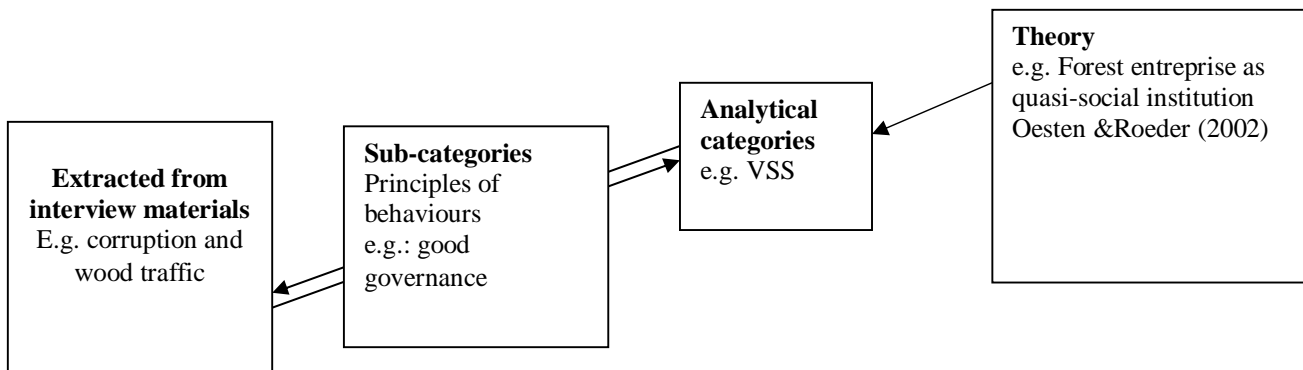 Extracted from
interview materials
E.g. corruption and
wood traffic
Sub-categories
Principles of
behaviours
e.g.: good
governance
Analytical
categories
e.g. VSS
Theory
e.g. Forest entreprise as
quasi-social institution
Oesten &Roeder (2002)